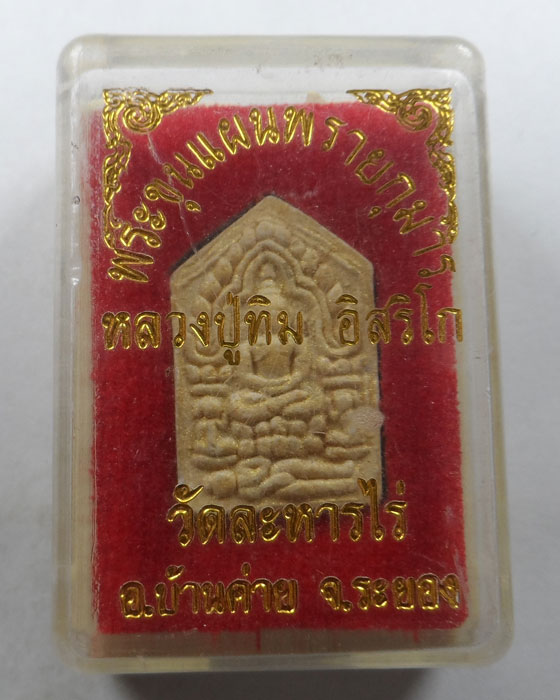 พระขุนแผนพรายกุมาร
หลวงปู่ทิม อิสริโก
วัดละหารไร่
อ.บ้านค่าย จ.ระยอง